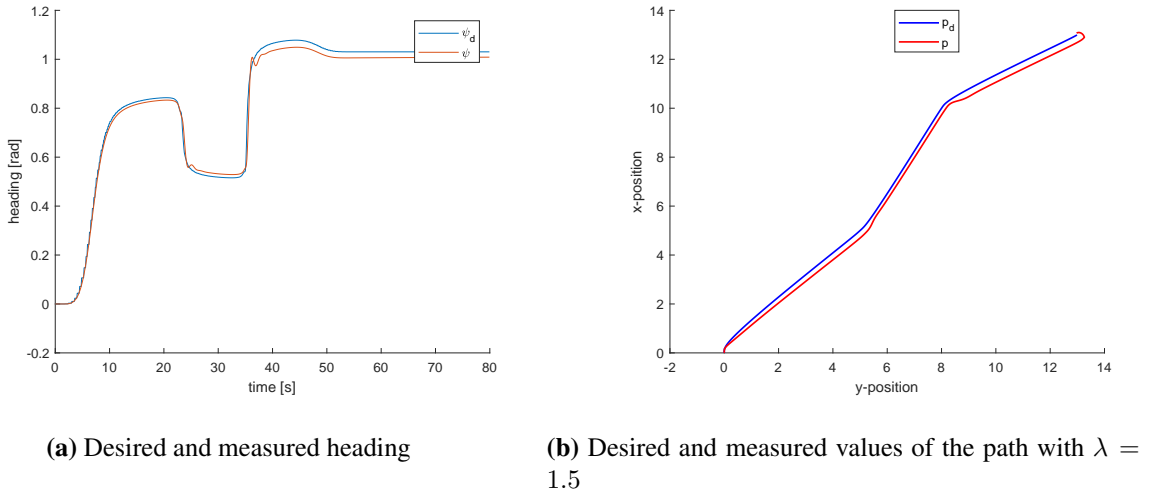 1.2
1
0.8
0.6
0.4
0.2
0
-0.2
heading [rad]
0 10 20 30 40 50 60 70 80
time [s]
ψ_d
ψ
14
12
10
8
6
4
2
0
x-position
-2 0 2 4 6 8 10 12 14
y-position
p_d
p
(a) Desired and measured heading
(b) Desired and measured values of the path with λ =
1.5